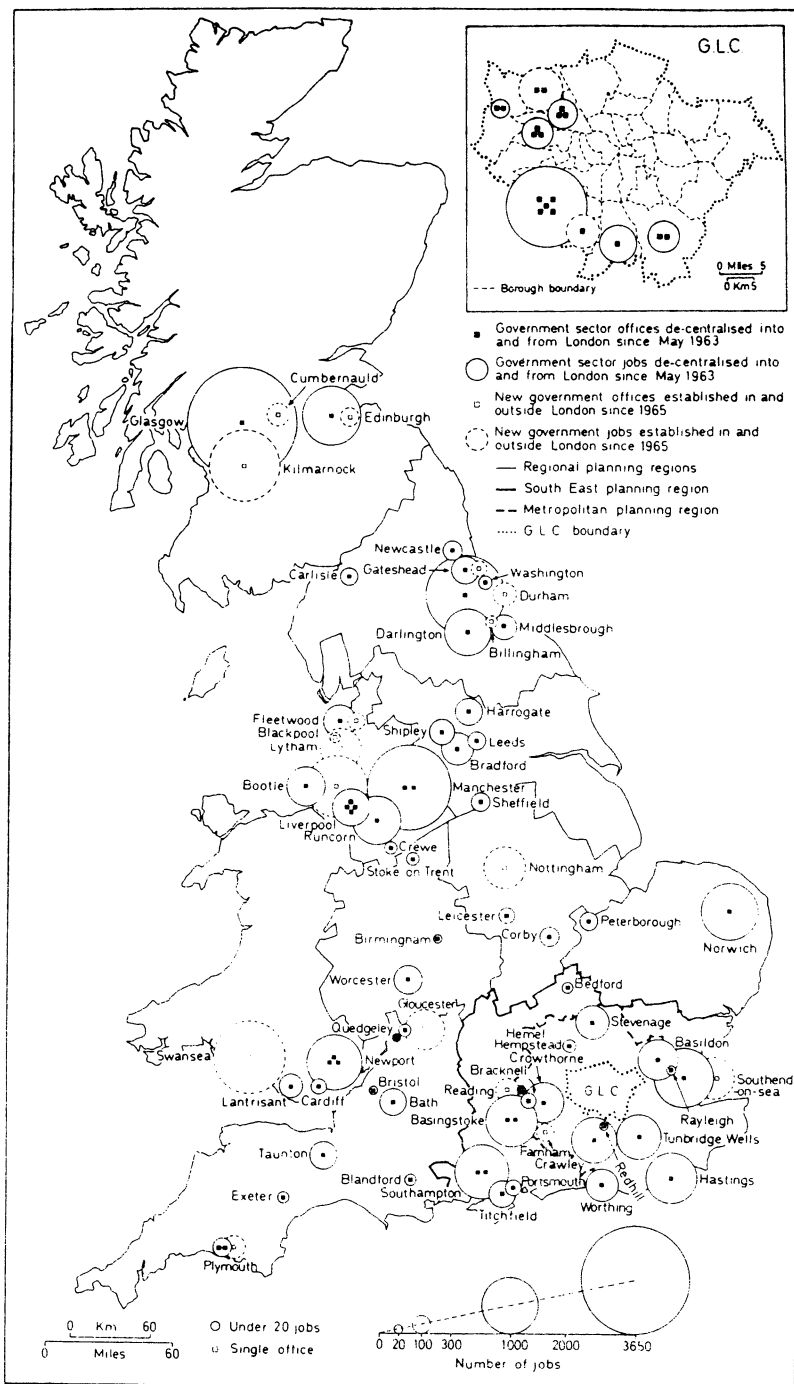 G.L.C.
0 Miles 5
0 Km 5
--- Borough boundary
Government sector offices de-centralised into
and from London since May 1963
Government sector jobs de-centralised into
and from London since May 1963
New government offices established in and
outside London since 1965
New government jobs established in and
outside London since 1965
Regional planning regions
South East planning region
Metropolitan planning region
G L C boundary
Cumbernauld
Glasgow
Edinburgh
Kilmarnock
Newcastle
Gateshead
Carlisle
Washington
Durham
Darlington
Middlesbrough
Billingham
Harrogate
Fleetwood
Blackpool
Lytham
Shipley
Leeds
Bradford
Bootle
Manchester
Sheffield
Liverpool
Runcorn
Crewe
Stoke on Trent
Nottingham
Leicester
Corby
Peterborough
Norwich
Birmingham
Worcester
Bedford
Gloucester
Quedgeley
Stevenage
Hemel
Hempstead
Crowthorne
Basildon
Swansea
Newport
Bracknell
Reading
G L C
Southend
on-sea
Lantrisant
Cardiff
Bristol
Bath
Basingstoke
Rayleigh
Tunbridge Wells
Farnham
Crawley
Redhill
Taunton
Blandford
Portsmouth
Hastings
Exeter
Southampton
Titchfield
Worthing
Plymouth
0 Km 60
0 Miles 60
Under 20 jobs
Single office
0 20 100 300 1000 2000 3650
Number of jobs